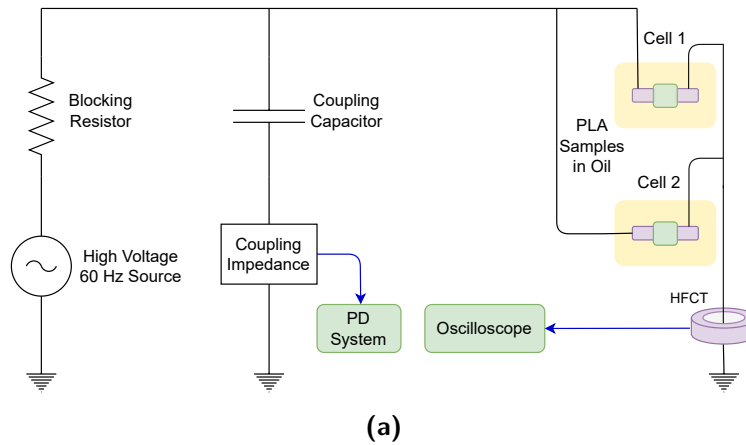 Cell 1
Blocking
Resistor
Coupling
Capacitor
PLA
Samples
in Oil
Cell 2
High Voltage
60 Hz Source
Coupling
Impedance
HFCT
PD
System
Oscilloscope
(a)